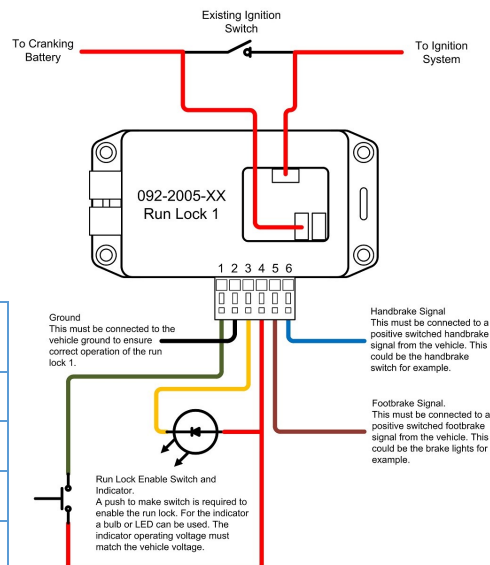 Existing Ignition
Switch
To Cranking
Battery
To Ignition
System
092-2005-XX
Run Lock 1
1 2 3 4 5 6
Ground
This must be connected to the
vehicle ground to ensure
correct operation of the run
lock 1.
Handbrake Signal
This must be connected to a
positive switched handbrake
signal from the vehicle. This
could be the handbrake
switch for example.
Footbrake Signal.
This must be connected to a
positive switched footbrake
signal from the vehicle. This
could be the brake lights for
example.
Run Lock Enable Switch and
Indicator.
A push to make switch is required to
enable the run lock. For the indicator
a bulb or LED can be used. The
indicator operating voltage must
match the vehicle voltage.